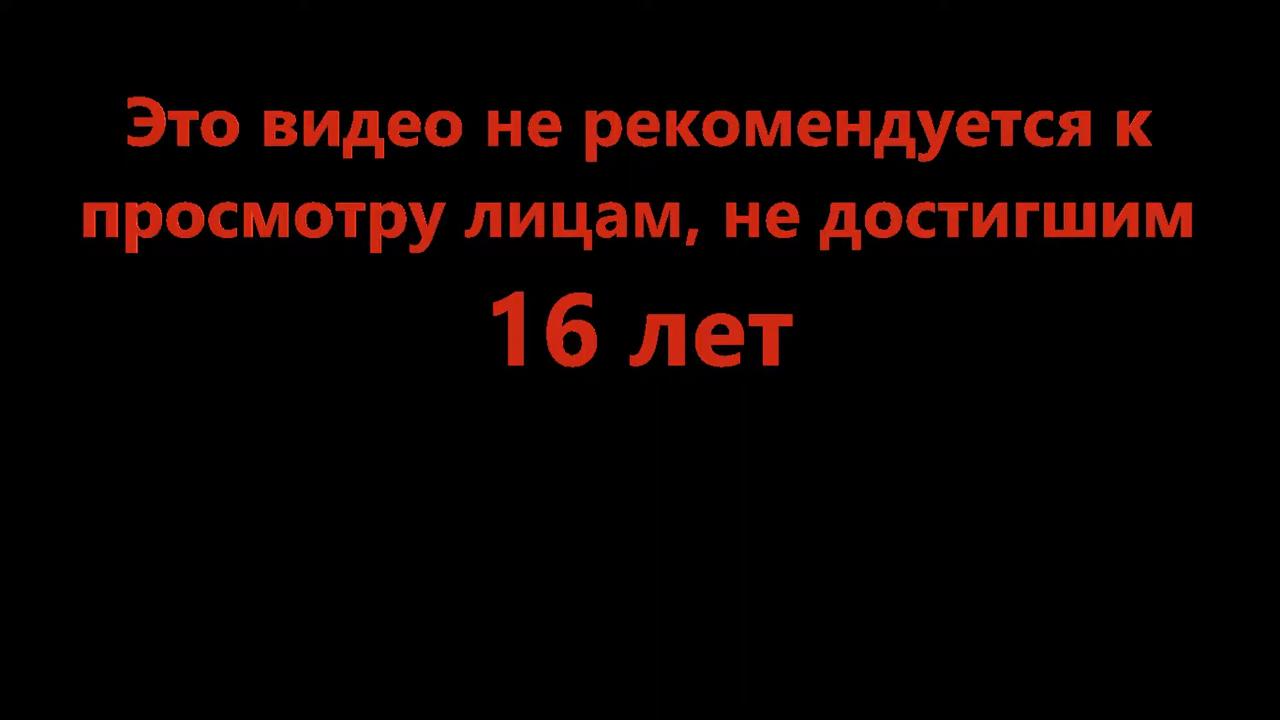 Это видео не рекомендуется к
просмотру лицам, не достигшим
16 лет